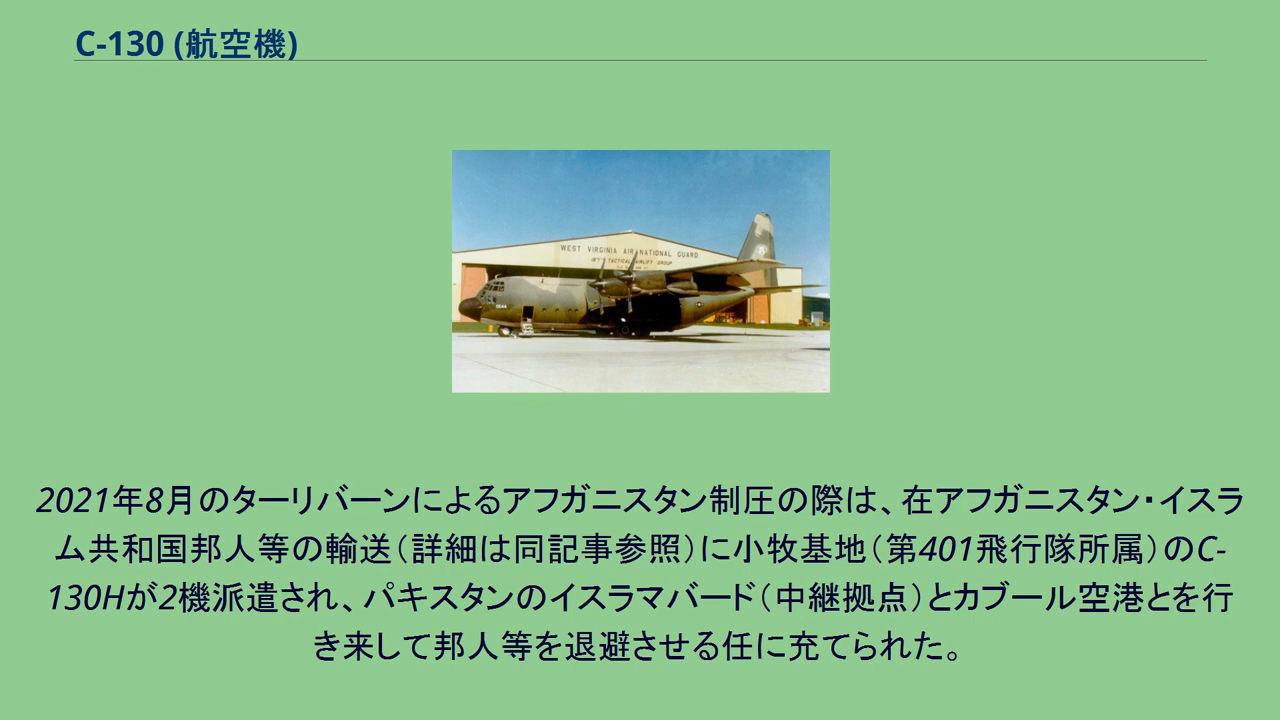 C-130 (航空機)
WEST VIRGINIA AIR NATIONAL GUARD
TACTICAL AIRLIFT GROUP
2021年8月のターリバーンによるアフガニスタン制圧の際は、在アフガニスタン・イスラ
ム共和国邦人等の輸送（詳細は同記事参照）に小牧基地（第401飛行隊所属）のC-
130Hが2機派遣され、パキスタンのイスラマバード（中継拠点）とカブール空港とを行
き来して邦人等を退避させる任に充てられた。